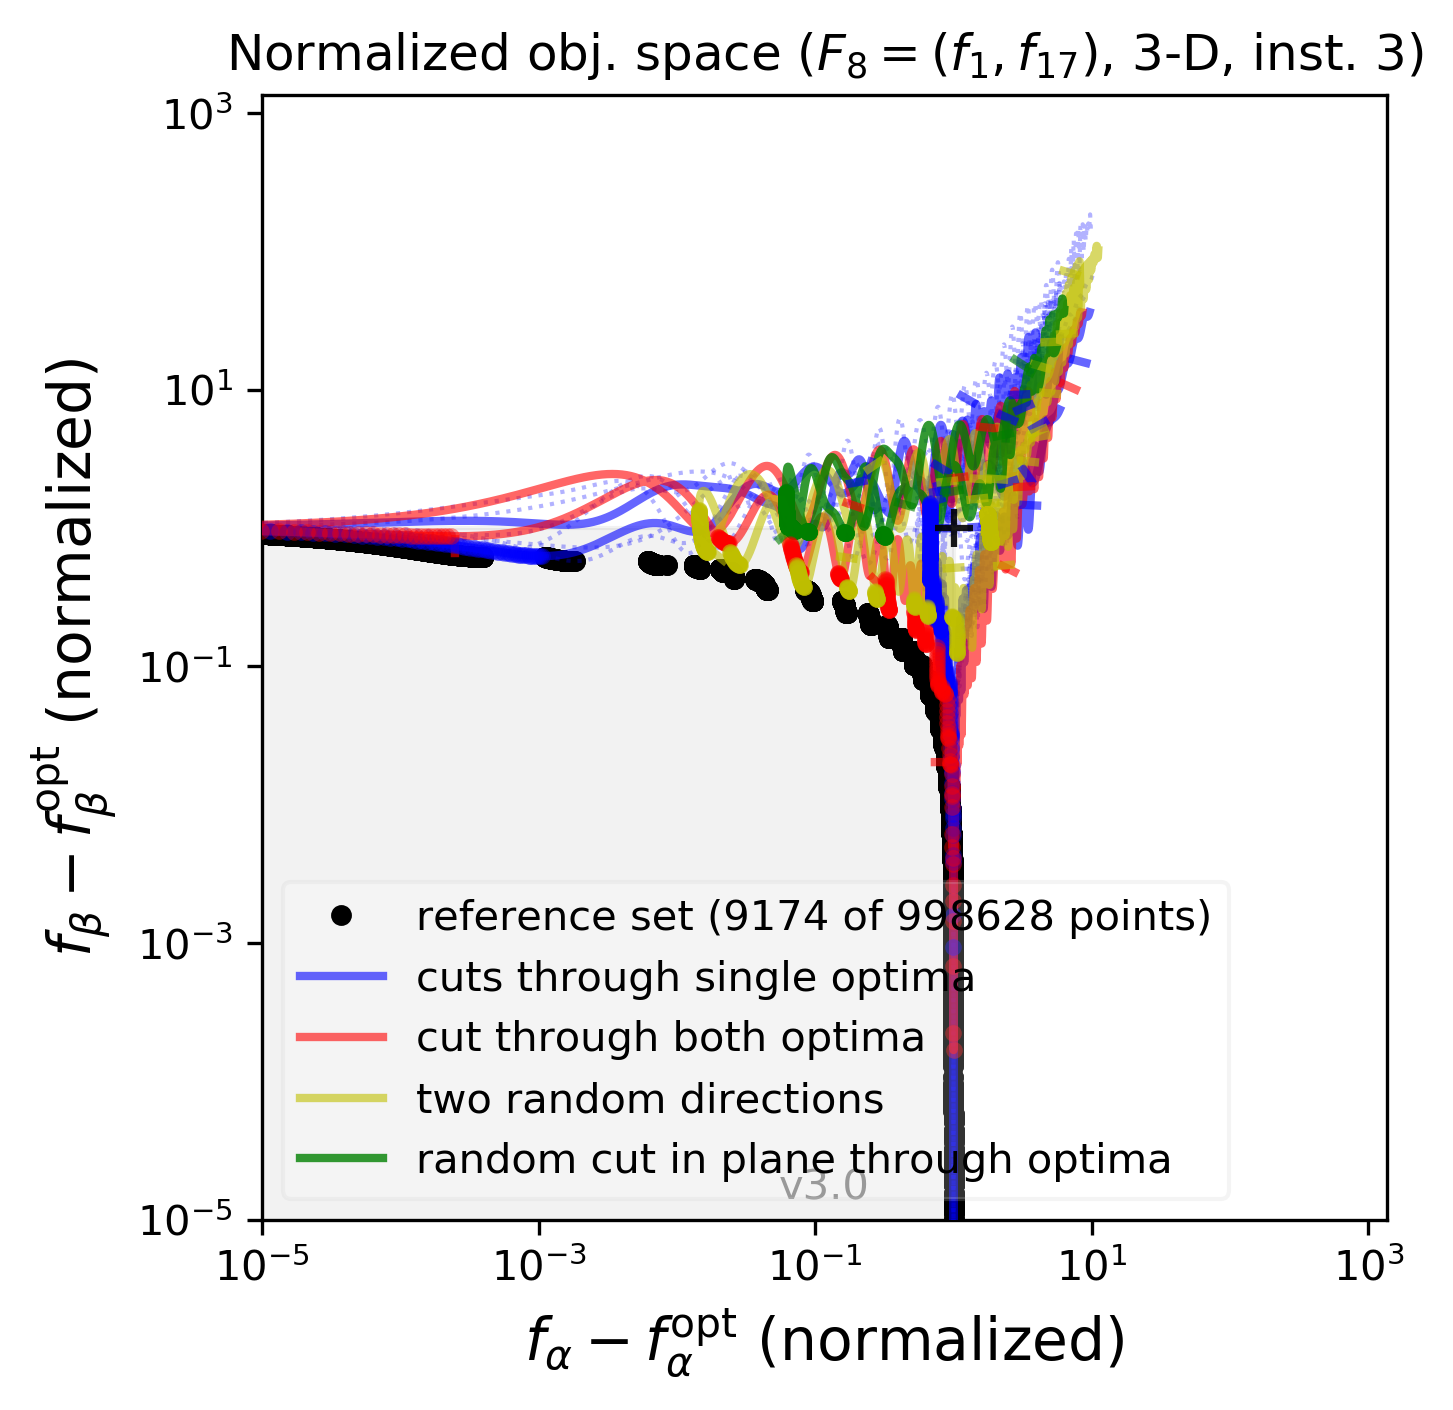 Normalized obj. space (F₈ = (f₁, f₁₇), 3-D, inst. 3)
10³
10¹
10⁻¹
10⁻³
10⁻⁵
f_β − f_β^opt (normalized)
reference set (9174 of 998628 points)
cuts through single optima
cut through both optima
two random directions
random cut in plane through optima
v3.0
10⁻⁵ 10⁻³ 10⁻¹ 10¹ 10³
f_α − f_α^opt (normalized)